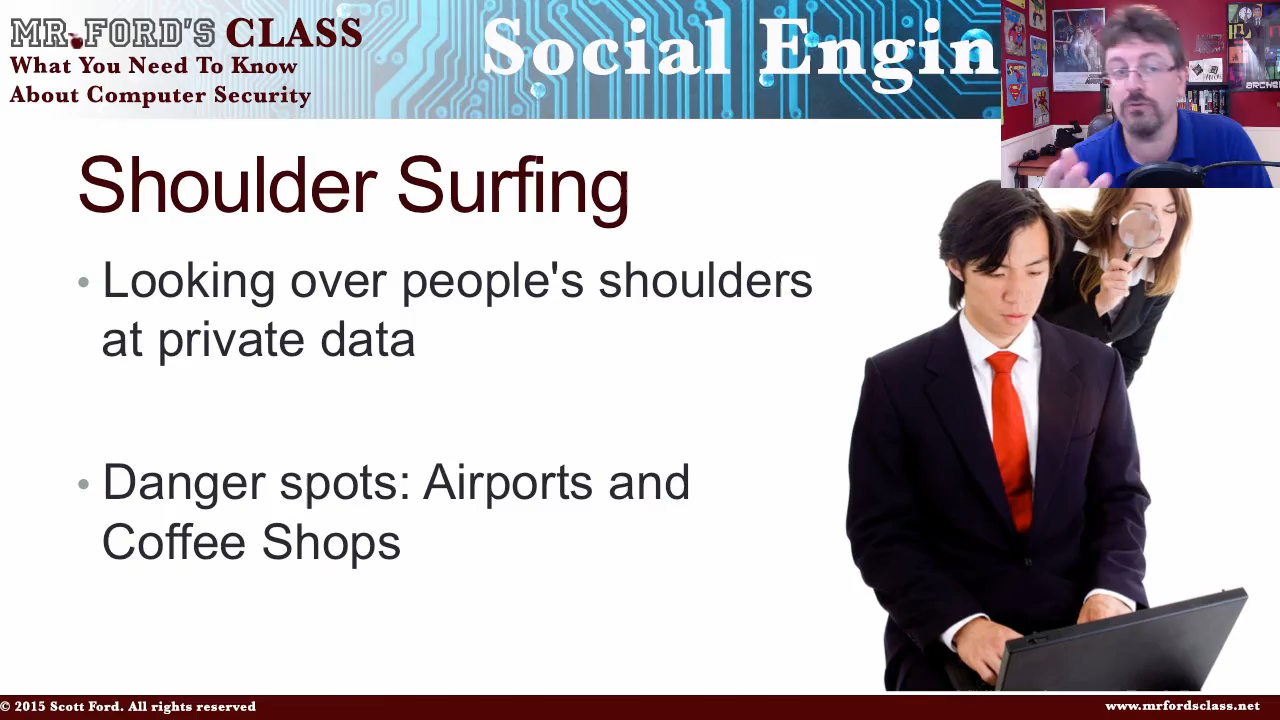 MR.FORD'S CLASS
What You Need To Know
About Computer Security
Social Engin
ARCHER
Shoulder Surfing
• Looking over people's shoulders
at private data
• Danger spots: Airports and
Coffee Shops
© 2015 Scott Ford. All rights reserved
www.mrfordsclass.net